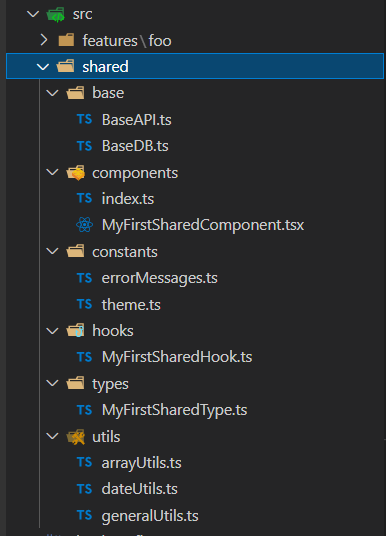 src
features\foo
shared
base
TS BaseAPI.ts
TS BaseDB.ts
components
TS index.ts
MyFirstSharedComponent.tsx
constants
TS errorMessages.ts
TS theme.ts
hooks
TS MyFirstSharedHook.ts
types
TS MyFirstSharedType.ts
utils
TS arrayUtils.ts
TS dateUtils.ts
TS generalUtils.ts